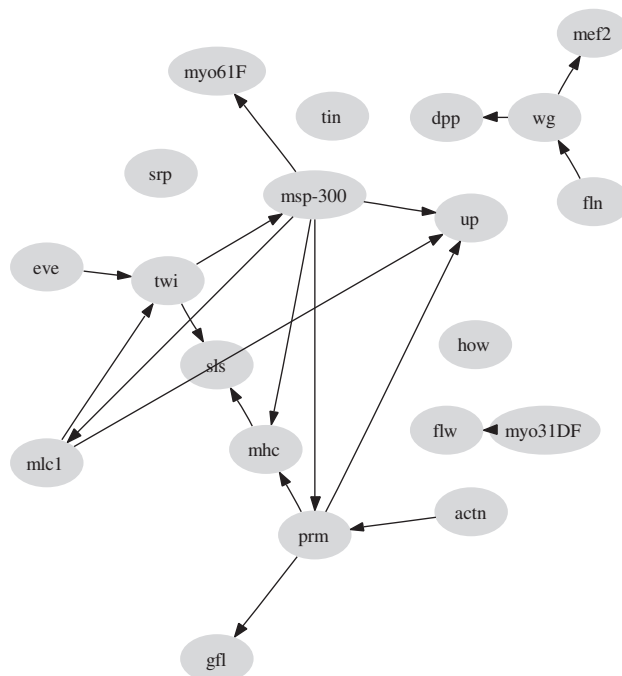 mef2
myo61F
tin
dpp
wg
srp
msp-300
fln
up
eve
twi
how
sls
flw
myo31DF
mlc1
mhc
actn
prm
gfl